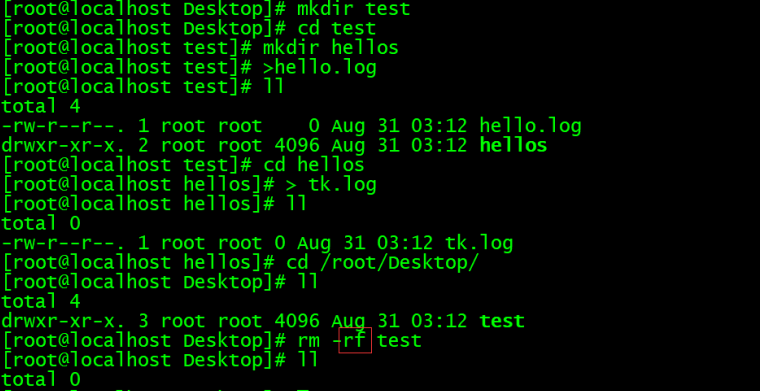 [root@localhost Desktop]# mkdir test
[root@localhost Desktop]# cd test
[root@localhost test]# mkdir hellos
[root@localhost test]# >hello.log
[root@localhost test]# ll
total 4
-rw-r--r--. 1 root root    0 Aug 31 03:12 hello.log
drwxr-xr-x. 2 root root 4096 Aug 31 03:12 hellos
[root@localhost test]# cd hellos
[root@localhost hellos]# > tk.log
[root@localhost hellos]# ll
total 0
-rw-r--r--. 1 root root 0 Aug 31 03:12 tk.log
[root@localhost hellos]# cd /root/Desktop/
[root@localhost Desktop]# ll
total 4
drwxr-xr-x. 3 root root 4096 Aug 31 03:12 test
[root@localhost Desktop]# rm -rf test
[root@localhost Desktop]# ll
total 0